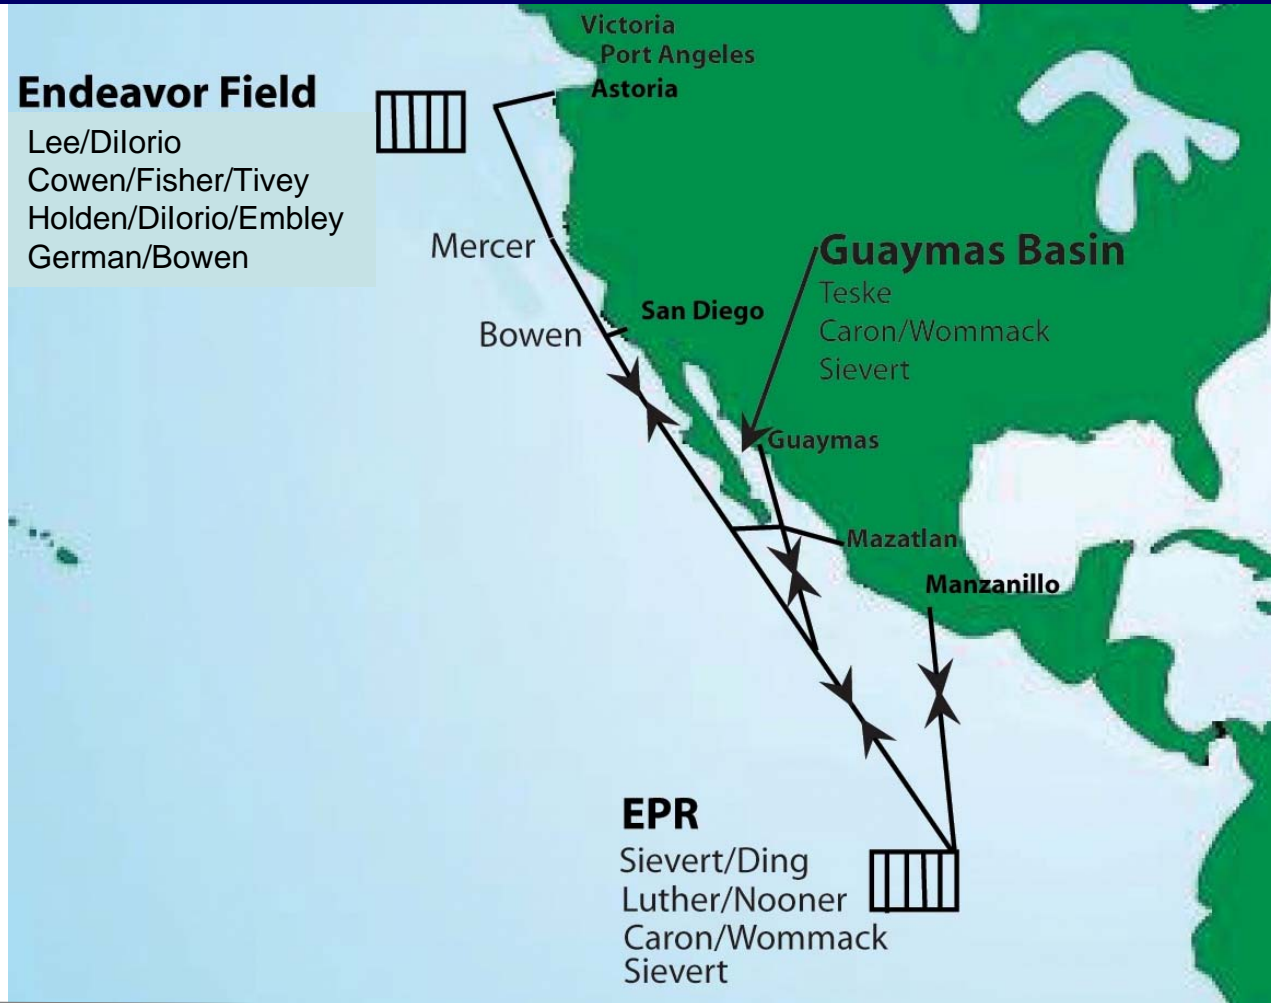 Victoria
Port Angeles
Astoria
Endeavor Field
Lee/DiIorio
Cowen/Fisher/Tivey
Holden/DiIorio/Embley
German/Bowen
Mercer
Bowen
San Diego
Guaymas Basin
Teske
Caron/Wommack
Sievert
Guaymas
Mazatlan
Manzanillo
EPR
Sievert/Ding
Luther/Nooner
Caron/Wommack
Sievert